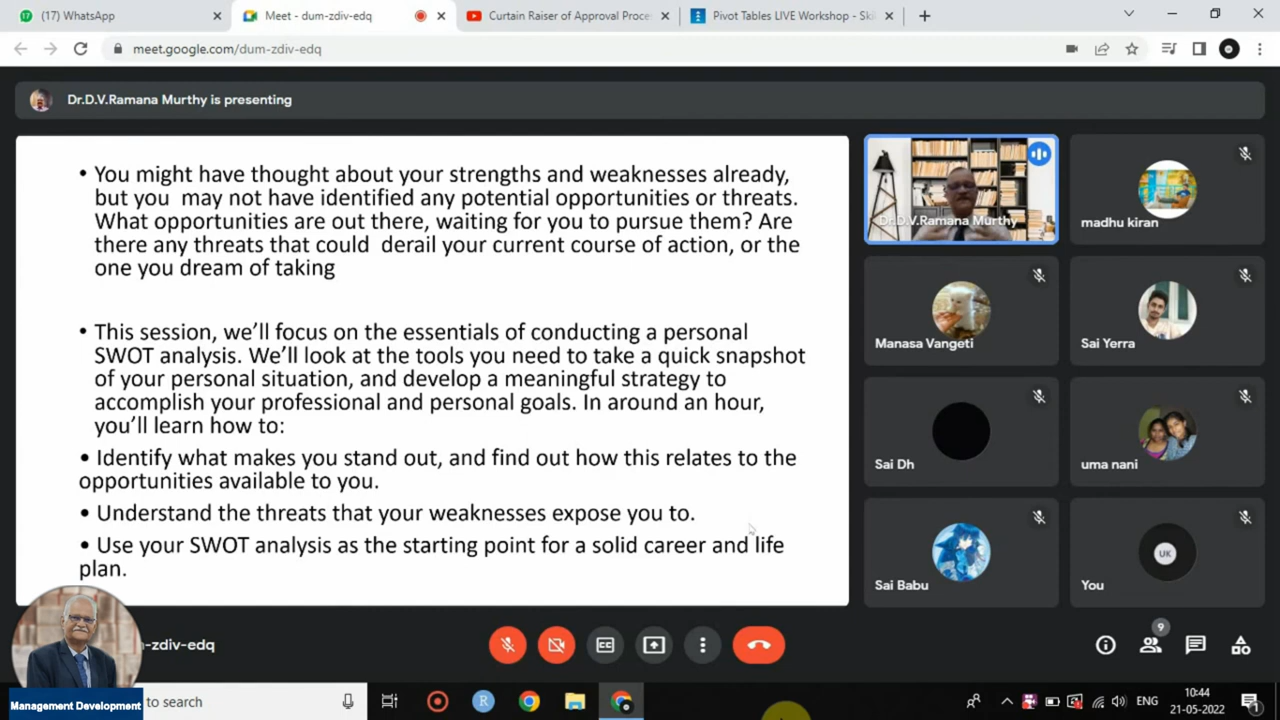 (17) WhatsApp
Meet - dum-zdiv-edq
Curtain Raiser of Approval Proce
Pivot Tables LIVE Workshop - Ski
meet.google.com/dum-zdiv-edq
Dr.D.V.Ramana Murthy is presenting
• You might have thought about your strengths and weaknesses already,
but you may not have identified any potential opportunities or threats.
What opportunities are out there, waiting for you to pursue them? Are
there any threats that could derail your current course of action, or the
one you dream of taking
• This session, we'll focus on the essentials of conducting a personal
SWOT analysis. We'll look at the tools you need to take a quick snapshot
of your personal situation, and develop a meaningful strategy to
accomplish your professional and personal goals. In around an hour,
you'll learn how to:
• Identify what makes you stand out, and find out how this relates to the
opportunities available to you.
• Understand the threats that your weaknesses expose you to.
• Use your SWOT analysis as the starting point for a solid career and life
plan.
Dr.D.V.Ramana Murthy
madhu kiran
Manasa Vangeti
Sai Yerra
Sai Dh
uma nani
Sai Babu
UK
You
-zdiv-edq
CC
9
Management Development
to search
R
ENG
10:44
21-05-2022
1